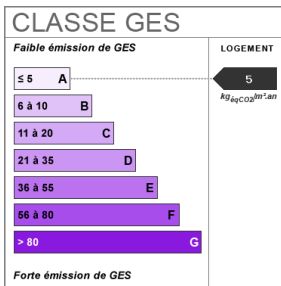 CLASSE GES
Faible émission de GES
LOGEMENT
≤ 5 A
5
kgéqCO2/m².an
6 à 10 B
11 à 20 C
21 à 35 D
36 à 55 E
56 à 80 F
> 80 G
Forte émission de GES